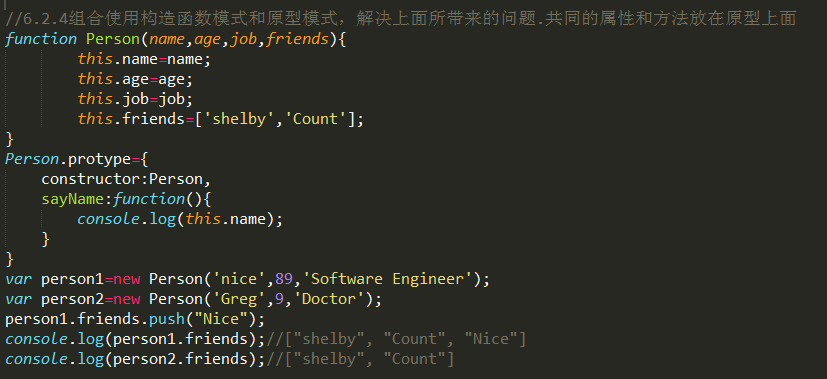 //6.2.4组合使用构造函数模式和原型模式，解决上面所带来的问题.共同的属性和方法放在原型上面
function Person(name,age,job,friends){
        this.name=name;
        this.age=age;
        this.job=job;
        this.friends=['shelby','Count'];
}
Person.protype={
    constructor:Person,
    sayName:function(){
        console.log(this.name);
    }
}
var person1=new Person('nice',89,'Software Engineer');
var person2=new Person('Greg',9,'Doctor');
person1.friends.push("Nice");
console.log(person1.friends);//["shelby", "Count", "Nice"]
console.log(person2.friends);//["shelby", "Count"]